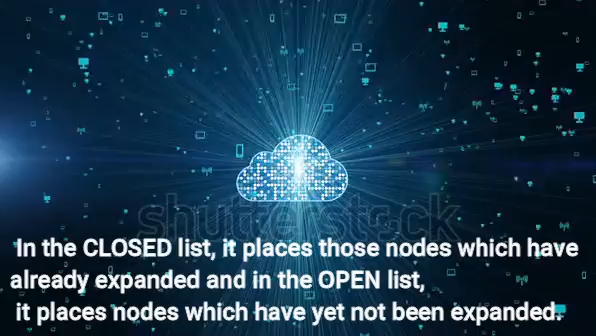 shutterstock
In the CLOSED list, it places those nodes which have
already expanded and in the OPEN list,
it places nodes which have yet not been expanded.